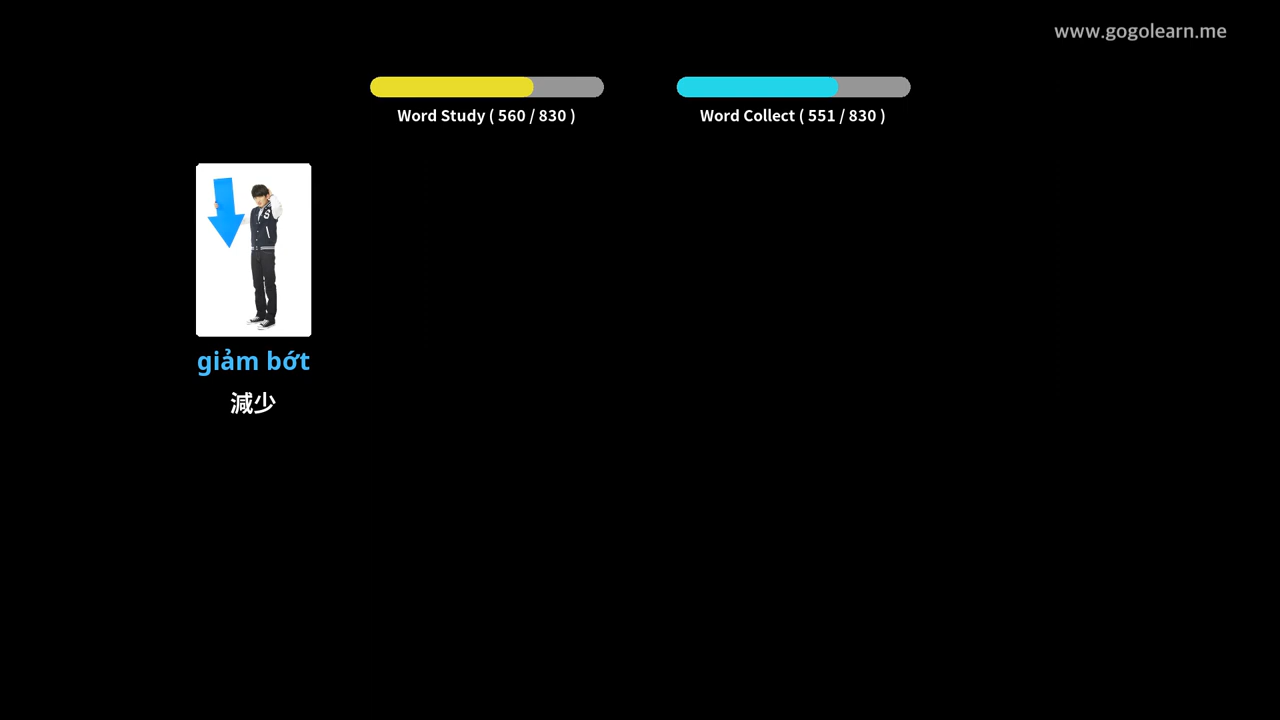 www.gogolearn.me
Word Study ( 560 / 830 )
Word Collect ( 551 / 830 )
S
giảm bớt
減少